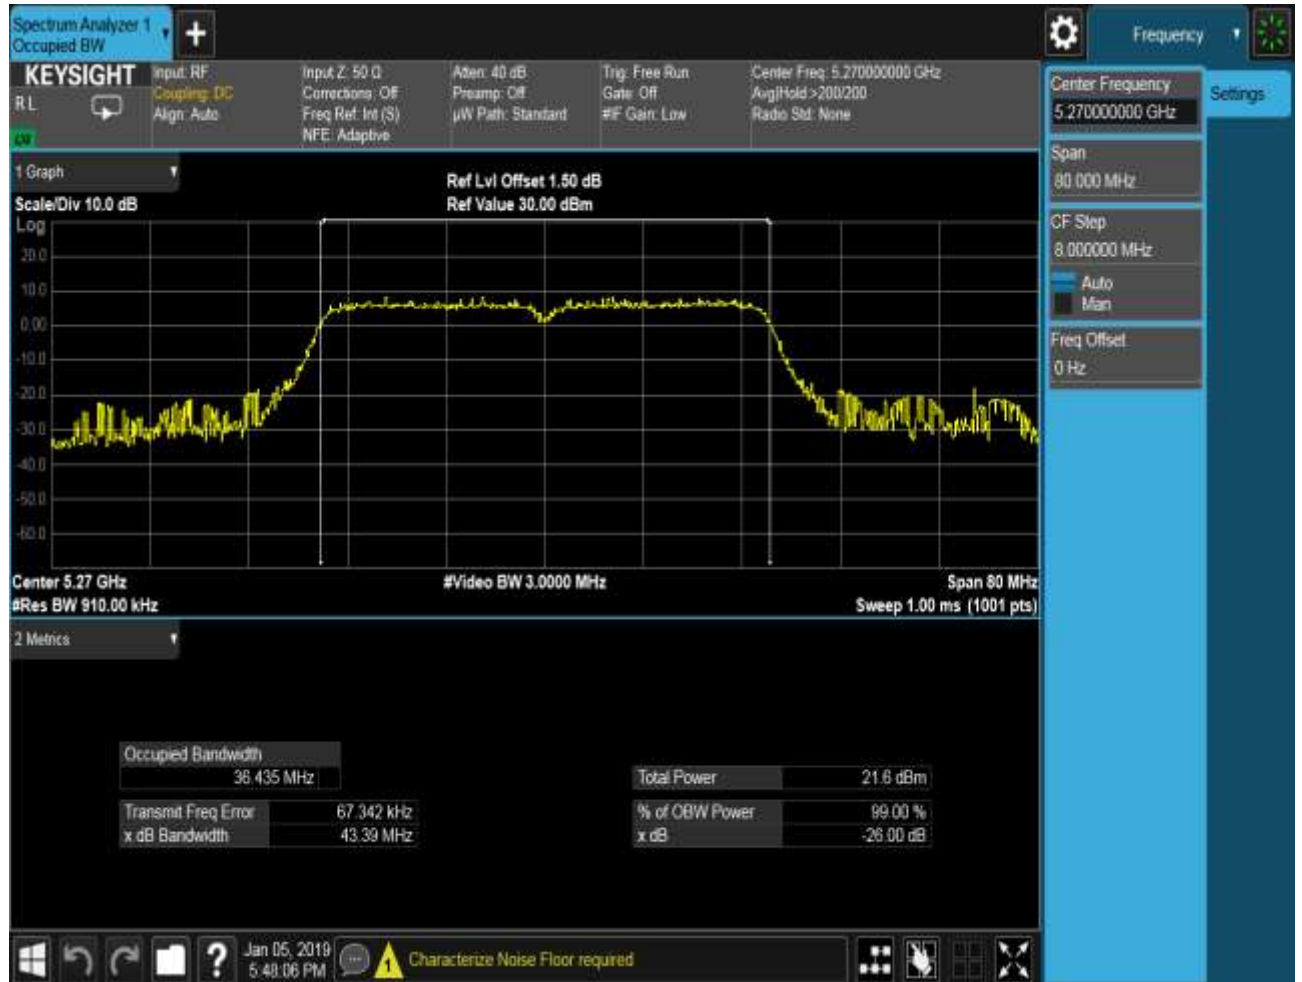 Spectrum Analyzer 1
Occupied BW
Frequency
KEYSIGHT
RL
Input: RF
Coupling: DC
Align: Auto
Input Z: 50 Ω
Corrections: Off
Freq Ref: Int (S)
NFE: Adaptive
Atten: 40 dB
Preamp: Off
µW Path: Standard
Trig: Free Run
Gate: Off
#IF Gain: Low
Center Freq: 5.270000000 GHz
Avg|Hold:>200/200
Radio Std: None
Center Frequency
5.270000000 GHz
Settings
Span
80.000 MHz
CF Step
8.000000 MHz
Auto
Man
Freq Offset
0 Hz
1 Graph
Scale/Div 10.0 dB
Ref Lvl Offset 1.50 dB
Ref Value 30.00 dBm
Log
20.0
10.0
0.00
-10.0
-20.0
-30.0
-40.0
-50.0
-60.0
Center 5.27 GHz
#Video BW 3.0000 MHz
Span 80 MHz
#Res BW 910.00 kHz
Sweep 1.00 ms (1001 pts)
2 Metrics
Occupied Bandwidth
36.435 MHz
Total Power 21.6 dBm
Transmit Freq Error 67.342 kHz
% of OBW Power 99.00 %
x dB Bandwidth 43.39 MHz
x dB -26.00 dB
Jan 05, 2019
5:48:06 PM
1
Characterize Noise Floor required